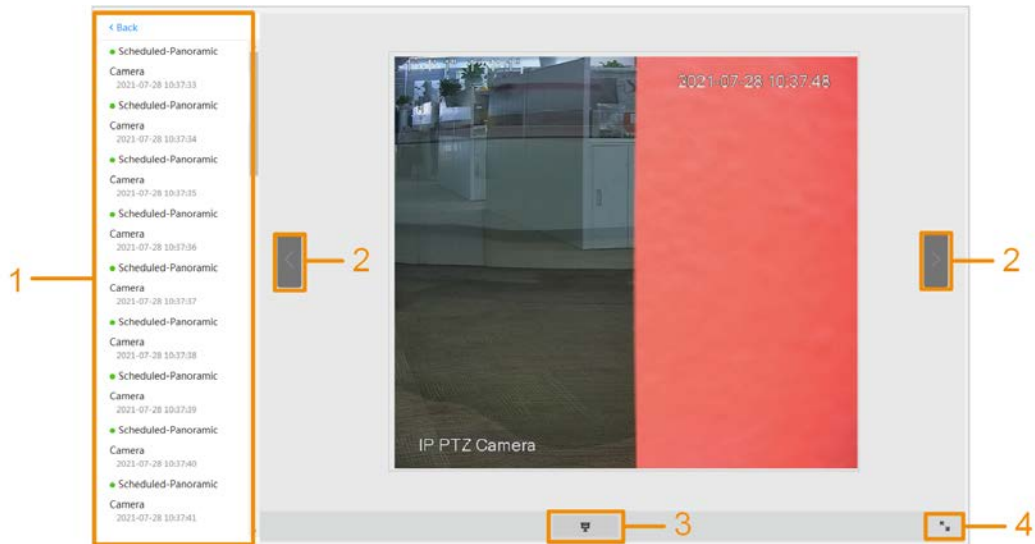 < Back
Scheduled-Panoramic
Camera
2021-07-28 10:37:33
Scheduled-Panoramic
Camera
2021-07-28 10:37:34
Scheduled-Panoramic
Camera
2021-07-28 10:37:35
Scheduled-Panoramic
Camera
2021-07-28 10:37:36
Scheduled-Panoramic
Camera
2021-07-28 10:37:37
Scheduled-Panoramic
Camera
2021-07-28 10:37:38
Scheduled-Panoramic
Camera
2021-07-28 10:37:39
Scheduled-Panoramic
Camera
2021-07-28 10:37:40
Scheduled-Panoramic
Camera
2021-07-28 10:37:41
1
2
2021-07-28 10:37:48
IP PTZ Camera
2
3
4